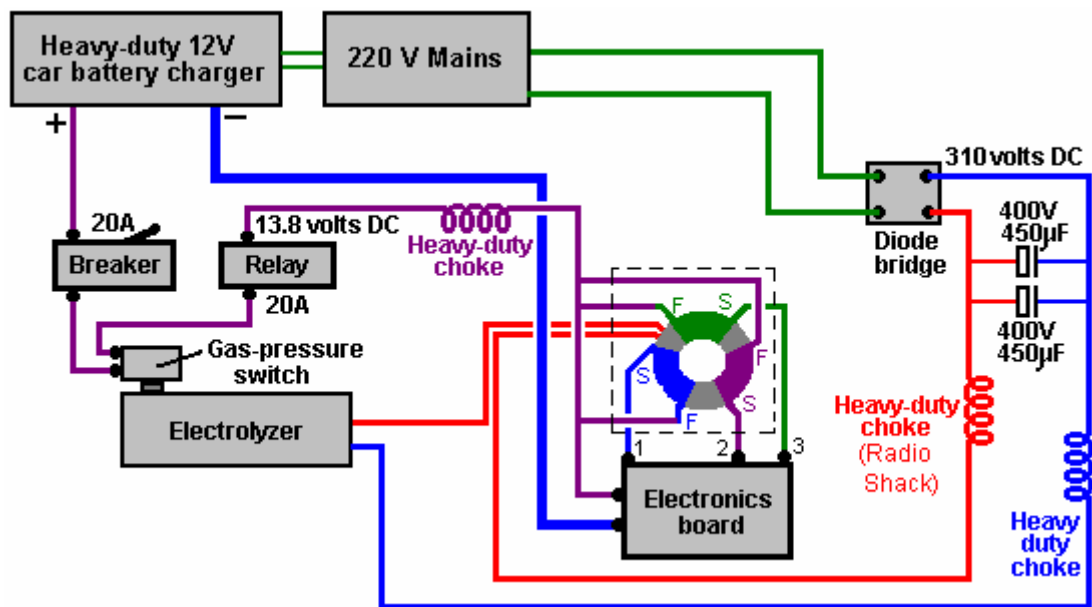 Heavy-duty 12V
car battery charger
220 V Mains
+
−
310 volts DC
20A
13.8 volts DC
400V
450µF
Breaker
Relay
Heavy-duty
choke
Diode
bridge
20A
400V
450µF
Gas-pressure
switch
F
S
S
F
F
S
Electrolyzer
Heavy-duty
choke
(Radio
Shack)
1
2
3
Electronics
board
Heavy
duty
choke